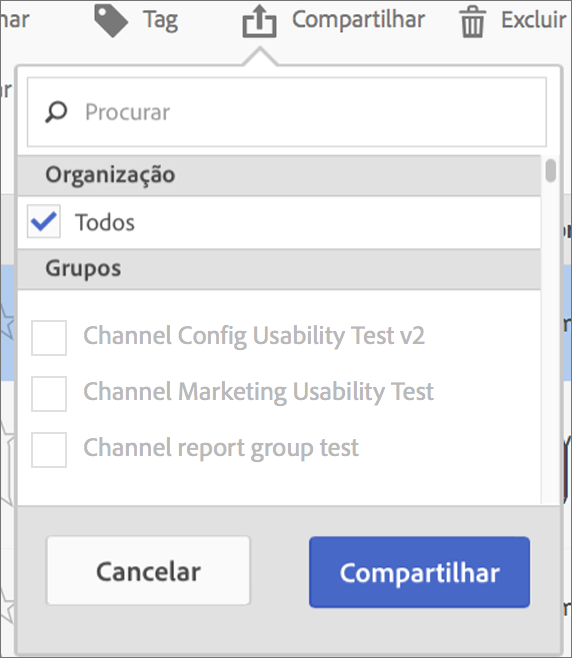 nar Tag Compartilhar Excluir
ar
Procurar
Organização
Todos
Grupos
Channel Config Usability Test v2
Channel Marketing Usability Test
Channel report group test
Cancelar Compartilhar